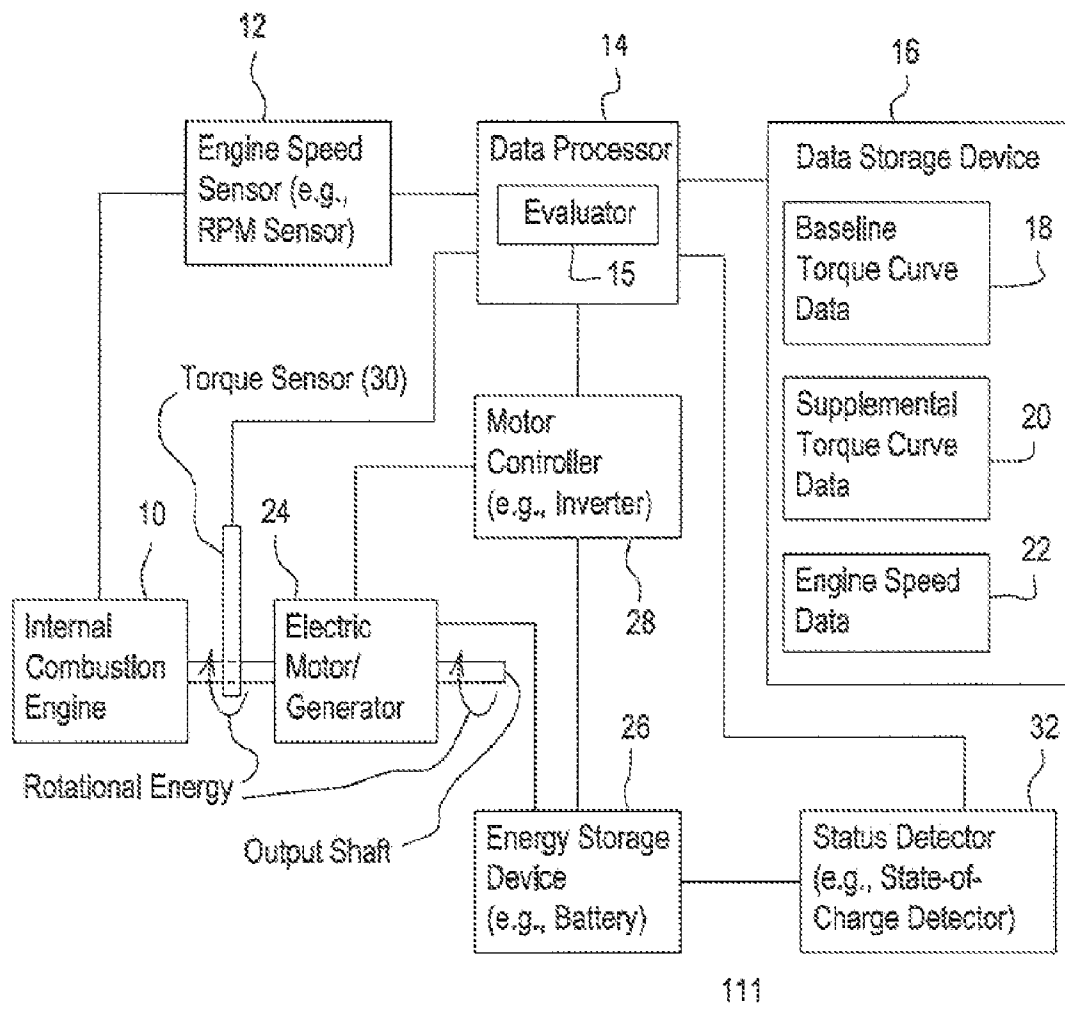 12
14
16
Engine Speed
Sensor (e.g.,
RPM Sensor)
Data Processor
Evaluator
15
Data Storage Device
Baseline
Torque Curve
Data
18
Supplemental
Torque Curve
Data
20
Engine Speed
Data
22
Torque Sensor (30)
Motor
Controller
(e.g., Inverter)
28
10
Internal
Combustion
Engine
24
Electric
Motor/
Generator
Rotational Energy
Output Shaft
26
Energy Storage
Device
(e.g., Battery)
32
Status Detector
(e.g., State-of-
Charge Detector)
111